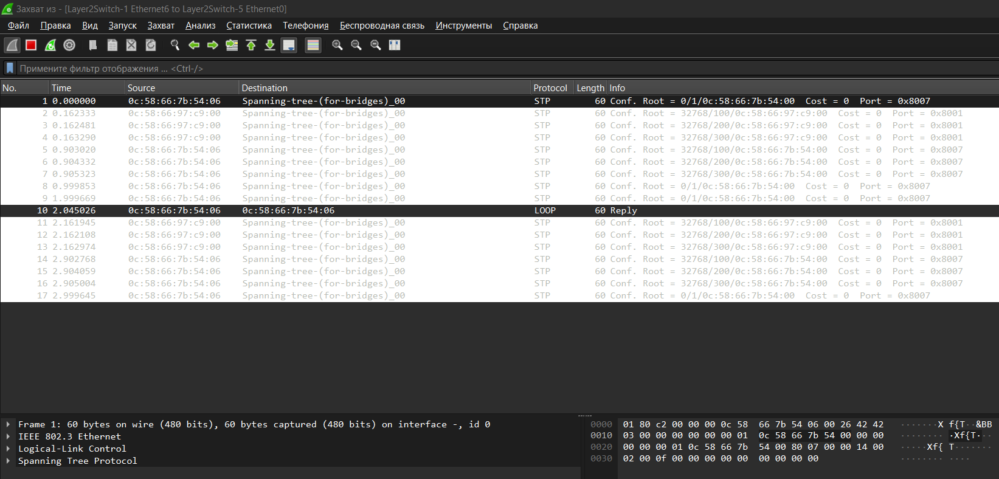 Захват из - [Layer2Switch-1 Ethernet6 to Layer2Switch-5 Ethernet0]
Файл Правка Вид Запуск Захват Анализ Статистика Телефония Беспроводная связь Инструменты Справка
Примените фильтр отображения ... <Ctrl-/>
No. Time Source Destination Protocol Length Info
1 0.000000 0c:58:66:7b:54:06 Spanning-tree-(for-bridges)_00 STP 60 Conf. Root = 0/1/0c:58:66:7b:54:00 Cost = 0 Port = 0x8007
2 0.162333 0c:58:66:97:c9:00 Spanning-tree-(for-bridges)_00 STP 60 Conf. Root = 32768/100/0c:58:66:97:c9:00 Cost = 0 Port = 0x8001
3 0.162481 0c:58:66:97:c9:00 Spanning-tree-(for-bridges)_00 STP 60 Conf. Root = 32768/200/0c:58:66:97:c9:00 Cost = 0 Port = 0x8001
4 0.163290 0c:58:66:97:c9:00 Spanning-tree-(for-bridges)_00 STP 60 Conf. Root = 32768/300/0c:58:66:97:c9:00 Cost = 0 Port = 0x8001
5 0.903020 0c:58:66:7b:54:06 Spanning-tree-(for-bridges)_00 STP 60 Conf. Root = 32768/100/0c:58:66:7b:54:00 Cost = 0 Port = 0x8007
6 0.904332 0c:58:66:7b:54:06 Spanning-tree-(for-bridges)_00 STP 60 Conf. Root = 32768/200/0c:58:66:7b:54:00 Cost = 0 Port = 0x8007
7 0.905323 0c:58:66:7b:54:06 Spanning-tree-(for-bridges)_00 STP 60 Conf. Root = 32768/300/0c:58:66:7b:54:00 Cost = 0 Port = 0x8007
8 0.999853 0c:58:66:7b:54:06 Spanning-tree-(for-bridges)_00 STP 60 Conf. Root = 0/1/0c:58:66:7b:54:00 Cost = 0 Port = 0x8007
9 1.999669 0c:58:66:7b:54:06 Spanning-tree-(for-bridges)_00 STP 60 Conf. Root = 0/1/0c:58:66:7b:54:00 Cost = 0 Port = 0x8007
10 2.045026 0c:58:66:7b:54:06 0c:58:66:7b:54:06 LOOP 60 Reply
11 2.161945 0c:58:66:97:c9:00 Spanning-tree-(for-bridges)_00 STP 60 Conf. Root = 32768/100/0c:58:66:97:c9:00 Cost = 0 Port = 0x8001
12 2.162108 0c:58:66:97:c9:00 Spanning-tree-(for-bridges)_00 STP 60 Conf. Root = 32768/200/0c:58:66:97:c9:00 Cost = 0 Port = 0x8001
13 2.162974 0c:58:66:97:c9:00 Spanning-tree-(for-bridges)_00 STP 60 Conf. Root = 32768/300/0c:58:66:97:c9:00 Cost = 0 Port = 0x8001
14 2.902768 0c:58:66:7b:54:06 Spanning-tree-(for-bridges)_00 STP 60 Conf. Root = 32768/100/0c:58:66:7b:54:00 Cost = 0 Port = 0x8007
15 2.904059 0c:58:66:7b:54:06 Spanning-tree-(for-bridges)_00 STP 60 Conf. Root = 32768/200/0c:58:66:7b:54:00 Cost = 0 Port = 0x8007
16 2.905004 0c:58:66:7b:54:06 Spanning-tree-(for-bridges)_00 STP 60 Conf. Root = 32768/300/0c:58:66:7b:54:00 Cost = 0 Port = 0x8007
17 2.999645 0c:58:66:7b:54:06 Spanning-tree-(for-bridges)_00 STP 60 Conf. Root = 0/1/0c:58:66:7b:54:00 Cost = 0 Port = 0x8007
Frame 1: 60 bytes on wire (480 bits), 60 bytes captured (480 bits) on interface -, id 0
IEEE 802.3 Ethernet
Logical-Link Control
Spanning Tree Protocol
0000 01 80 c2 00 00 00 0c 58 66 7b 54 06 00 26 42 42 ·······X f{T··&BB
0010 03 00 00 00 00 00 00 01 0c 58 66 7b 54 00 00 00 ········ ·Xf{T···
0020 00 00 00 01 0c 58 66 7b 54 00 80 07 00 00 14 00 ·····Xf{ T·······
0030 02 00 0f 00 00 00 00 00 00 00 00 00 ········ ····